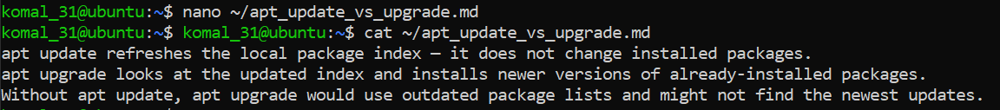 komal_31@ubuntu:~$ nano ~/apt_update_vs_upgrade.md
komal_31@ubuntu:~$ komal_31@ubuntu:~$ cat ~/apt_update_vs_upgrade.md
apt update refreshes the local package index — it does not change installed packages.
apt upgrade looks at the updated index and installs newer versions of already-installed packages.
Without apt update, apt upgrade would use outdated package lists and might not find the newest updates.